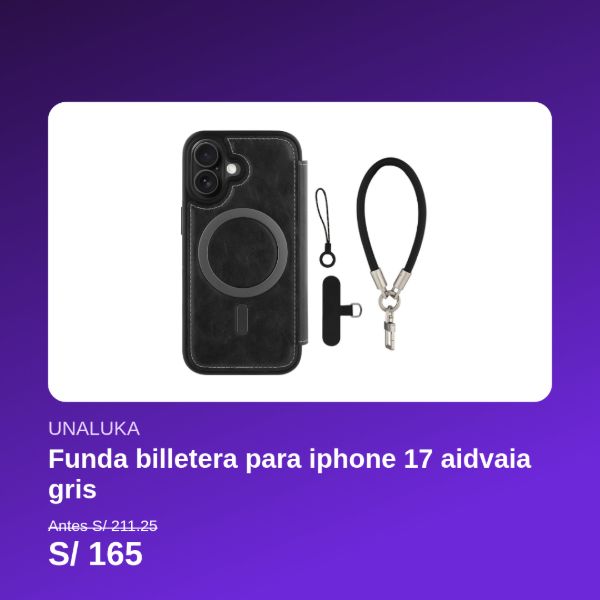 UNALUKA
Funda billetera para iphone 17 aidvaia
gris
Antes S/ 211.25
S/ 165